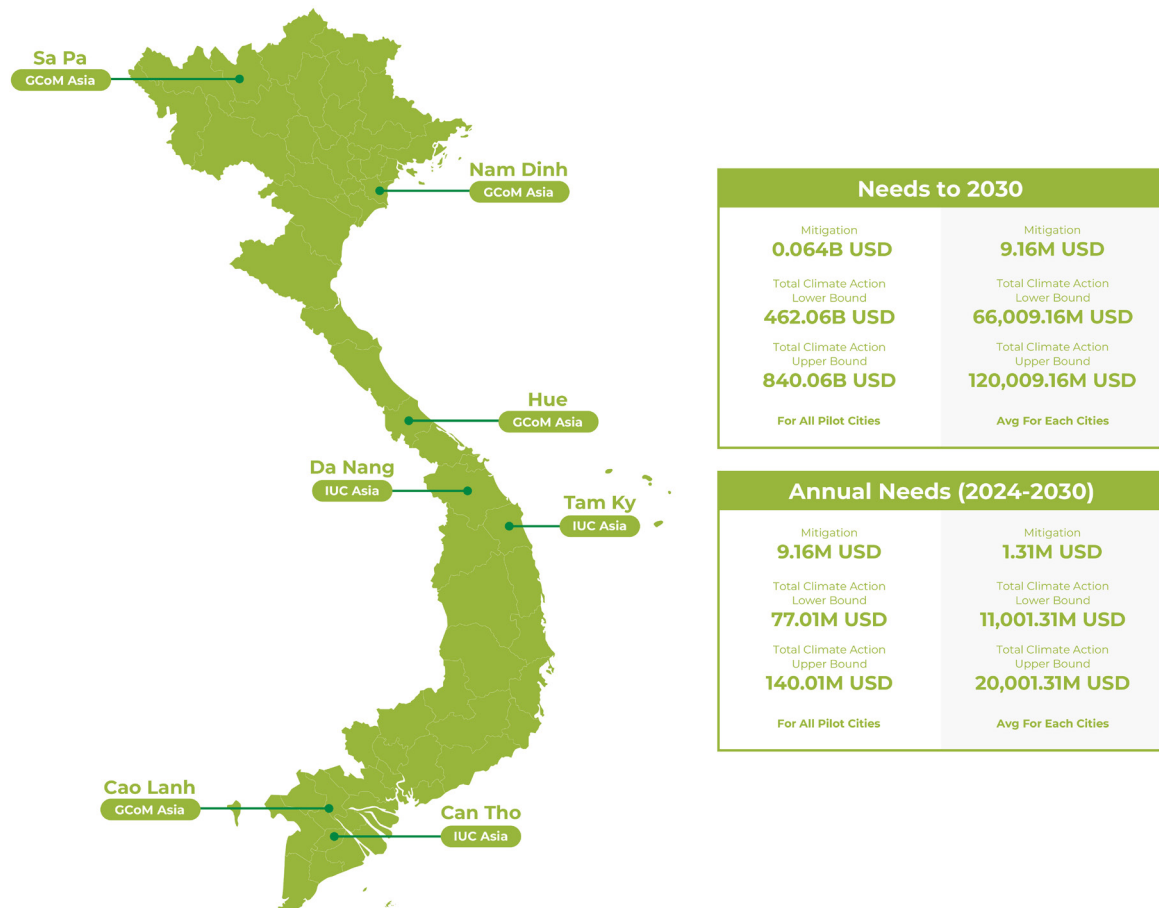 Sa Pa
GCoM Asia
Nam Dinh
GCoM Asia
Hue
GCoM Asia
Da Nang
IUC Asia
Tam Ky
IUC Asia
Cao Lanh
GCoM Asia
Can Tho
IUC Asia
Needs to 2030
Mitigation
0.064B USD
Total Climate Action
Lower Bound
462.06B USD
Total Climate Action
Upper Bound
840.06B USD
For All Pilot Cities
Mitigation
9.16M USD
Total Climate Action
Lower Bound
66,009.16M USD
Total Climate Action
Upper Bound
120,009.16M USD
Avg For Each Cities
Annual Needs (2024-2030)
Mitigation
9.16M USD
Total Climate Action
Lower Bound
77.01M USD
Total Climate Action
Upper Bound
140.01M USD
For All Pilot Cities
Mitigation
1.31M USD
Total Climate Action
Lower Bound
11,001.31M USD
Total Climate Action
Upper Bound
20,001.31M USD
Avg For Each Cities